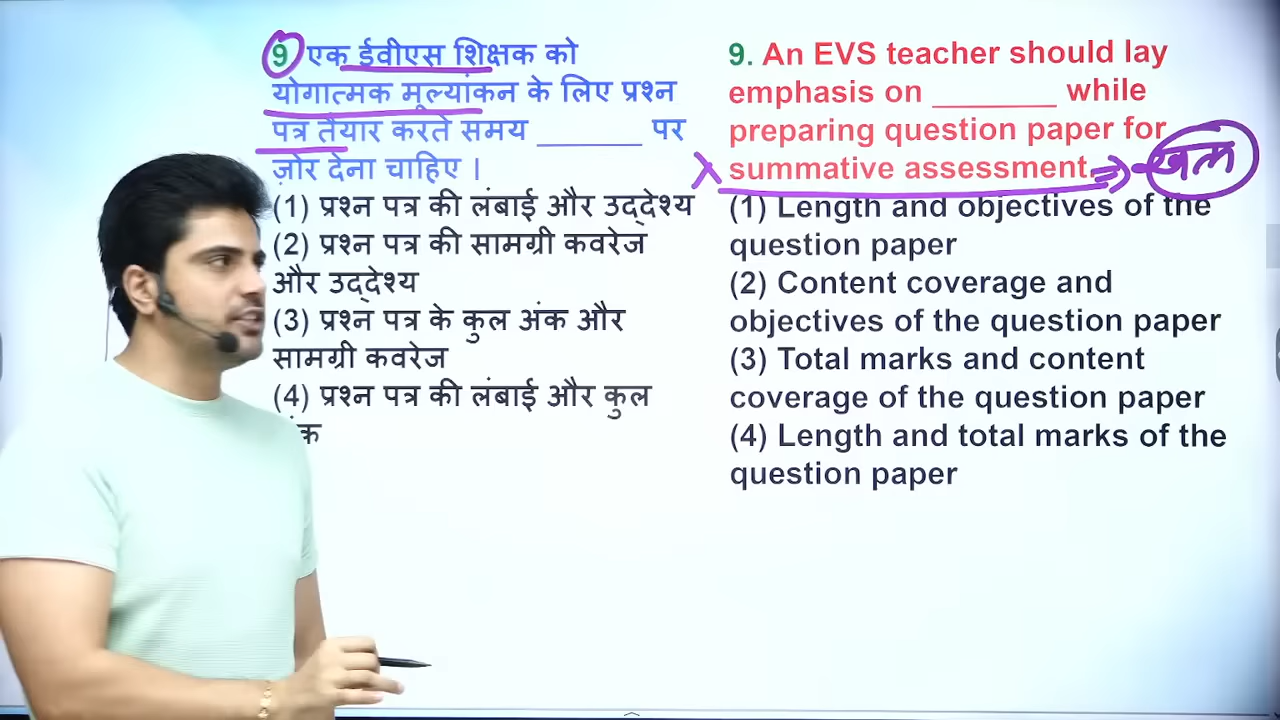 9 एक ईवीएस शिक्षक को
योगात्मक मूल्यांकन के लिए प्रश्न
पत्र तैयार करते समय _______ पर
ज़ोर देना चाहिए ।
(1) प्रश्न पत्र की लंबाई और उद्देश्य
(2) प्रश्न पत्र की सामग्री कवरेज
और उद्देश्य
(3) प्रश्न पत्र के कुल अंक और
सामग्री कवरेज
(4) प्रश्न पत्र की लंबाई और कुल
9. An EVS teacher should lay
emphasis on _______ while
preparing question paper for
summative assessment.
खत्म
(1) Length and objectives of the
question paper
(2) Content coverage and
objectives of the question paper
(3) Total marks and content
coverage of the question paper
(4) Length and total marks of the
question paper